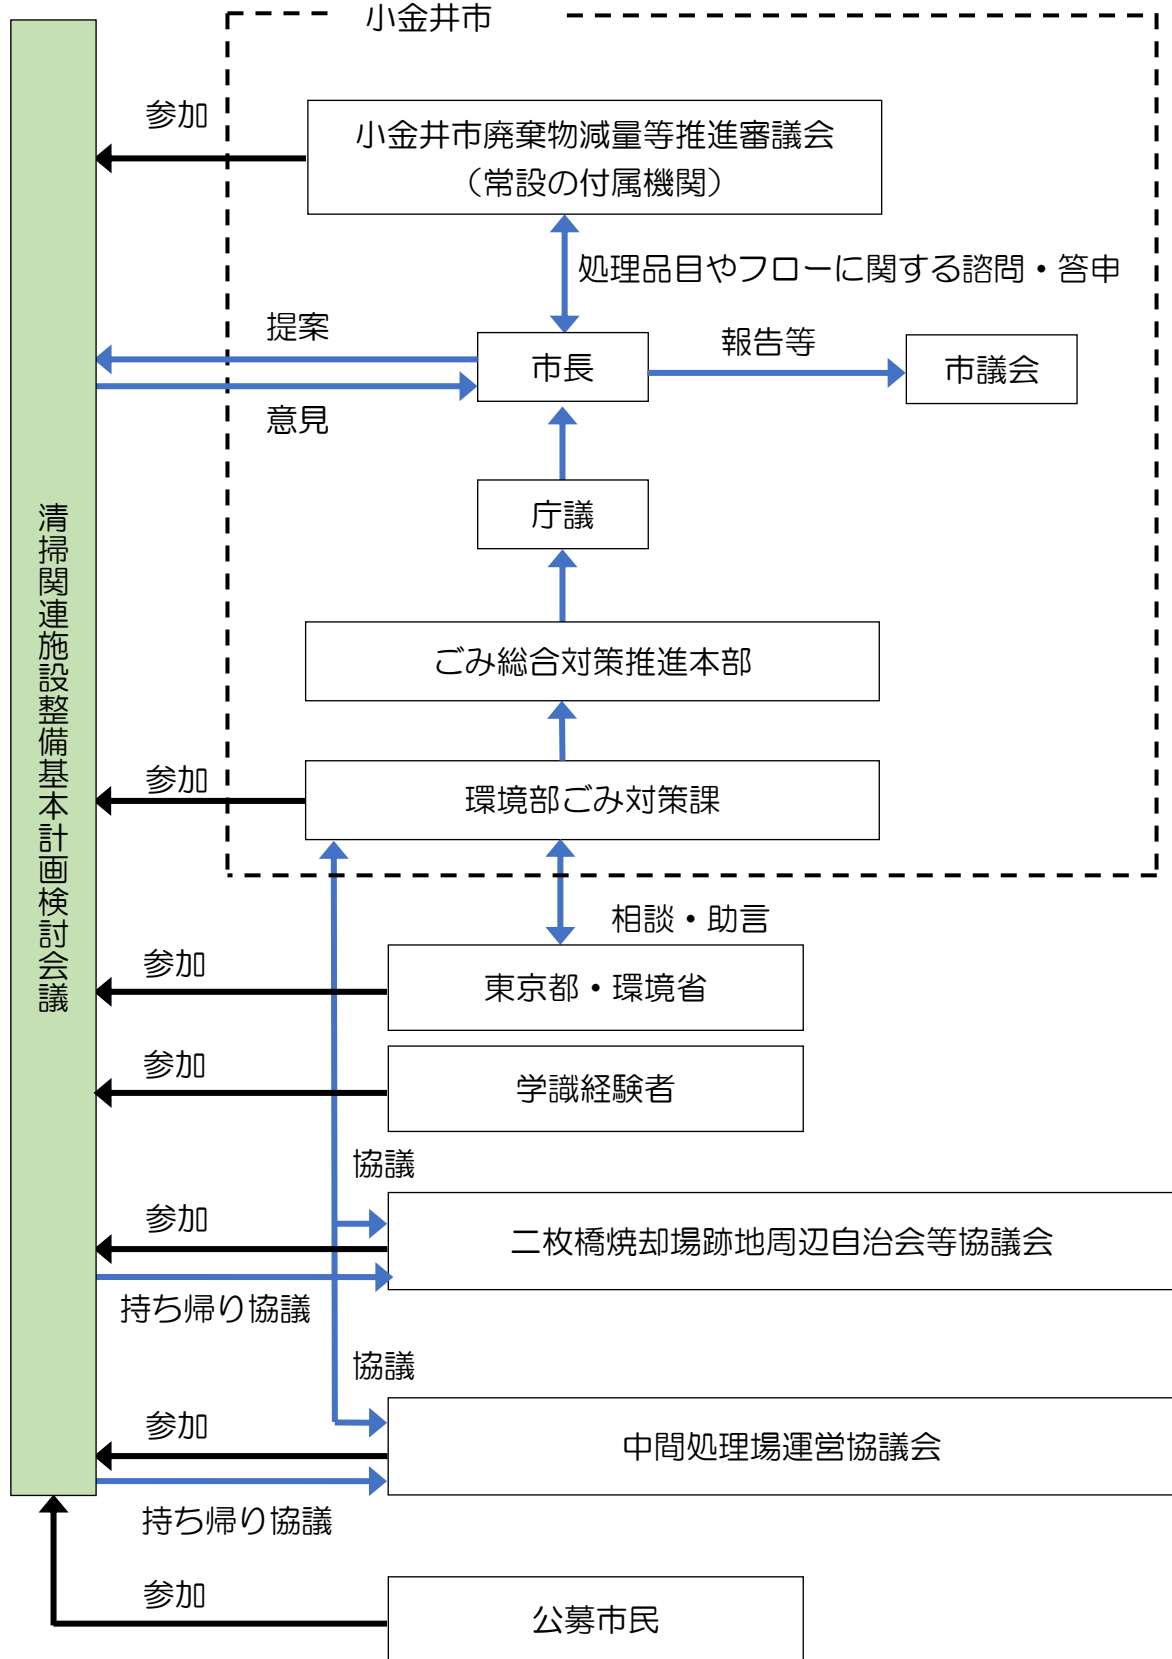 小金井市
参加
小金井市廃棄物減量等推進審議会
（常設の付属機関）
処理品目やフローに関する諮問・答申
提案
市長
報告等
市議会
意見
庁議
清掃関連施設整備基本計画検討会議
ごみ総合対策推進本部
参加
環境部ごみ対策課
相談・助言
参加
東京都・環境省
参加
学識経験者
協議
参加
二枚橋焼却場跡地周辺自治会等協議会
持ち帰り協議
協議
参加
中間処理場運営協議会
持ち帰り協議
参加
公募市民